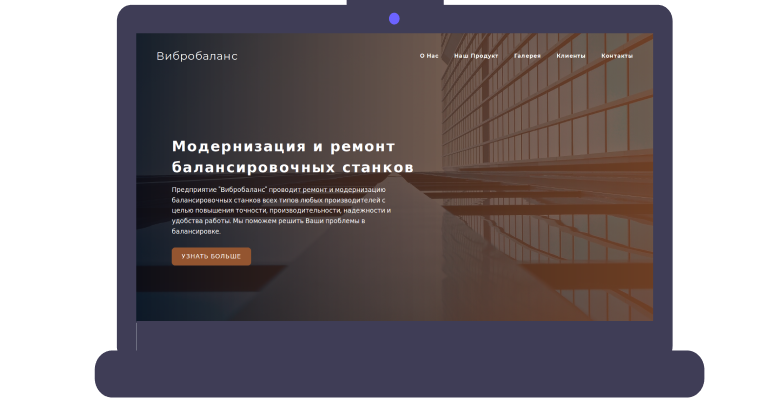 Вибробаланс
О Нас Наш Продукт Галерея Клиенты Контакты
Модернизация и ремонт
балансировочных станков
Предприятие "Вибробаланс" проводит ремонт и модернизацию
балансировочных станков всех типов любых производителей с
целью повышения точности, производительности, надежности и
удобства работы. Мы поможем решить Ваши проблемы в
балансировке.
УЗНАТЬ БОЛЬШЕ